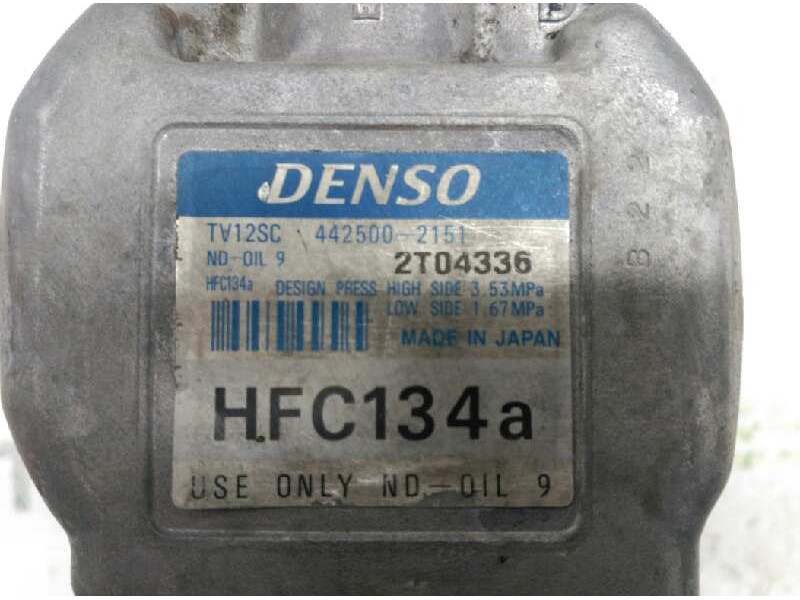 DENSO
TV12SC 442500-2151
ND-OIL 9 2T04336
HFC134a DESIGN PRESS HIGH SIDE 3.53MPa
LOW SIDE 1.67MPa
MADE IN JAPAN
HFC134a
USE ONLY ND-OIL 9